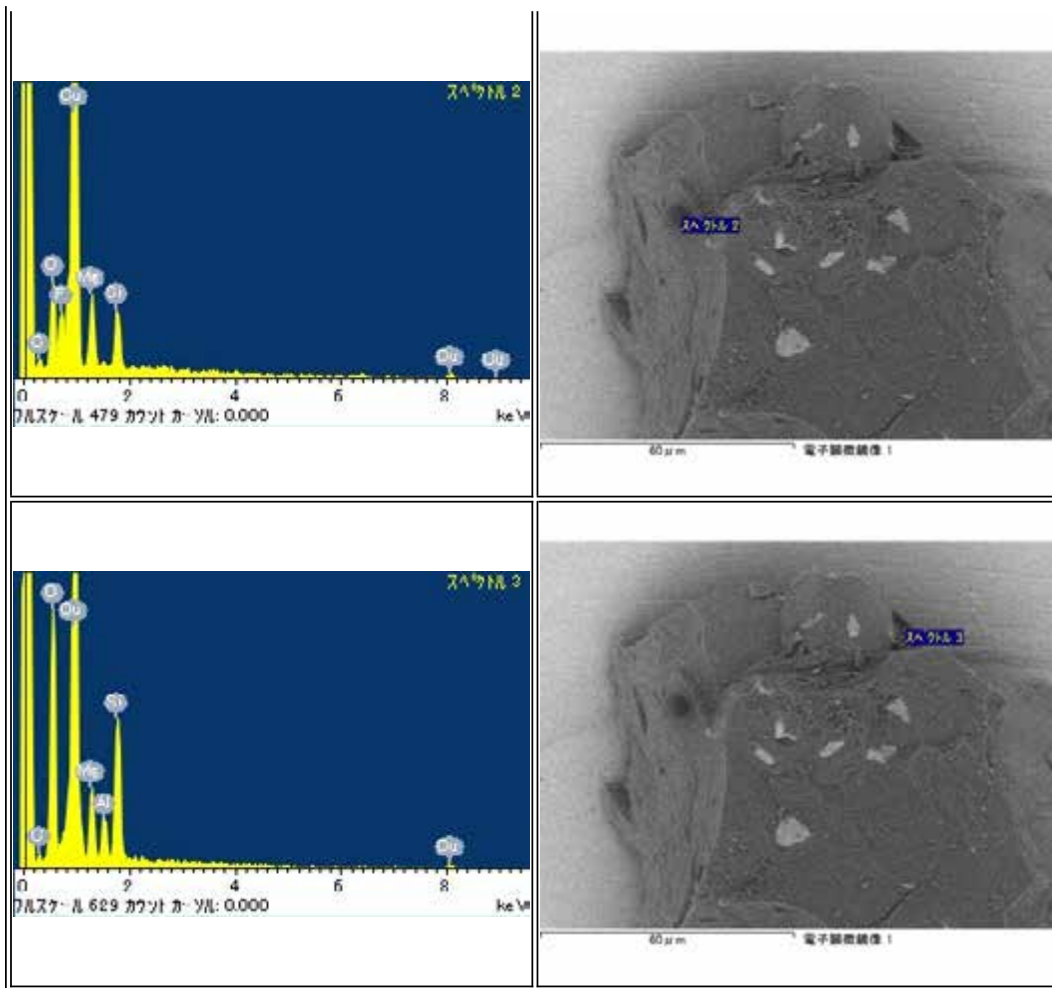 スペクトル 2
Cu
O
F
Mg
Si
C
Cu
Cu
0 2 4 6 8
フルスケール 479 カウント カーソル: 0.000 keV
スペクトル 2
60μm 電子顕微鏡像 1
スペクトル 3
O
Cu
Si
Mg
Al
C
Cu
0 2 4 6 8
フルスケール 629 カウント カーソル: 0.000 keV
スペクトル 3
60μm 電子顕微鏡像 1